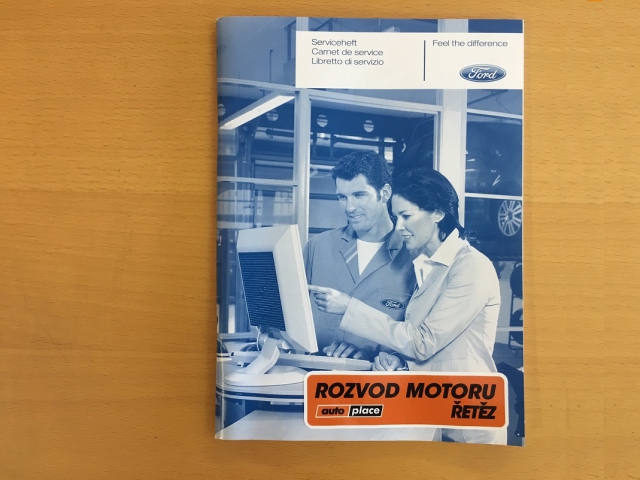 Serviceheft
Carnet de service
Libretto di servizio
Feel the difference
Ford
Ford
ROZVOD MOTORU
auto place
ŘETĚZ